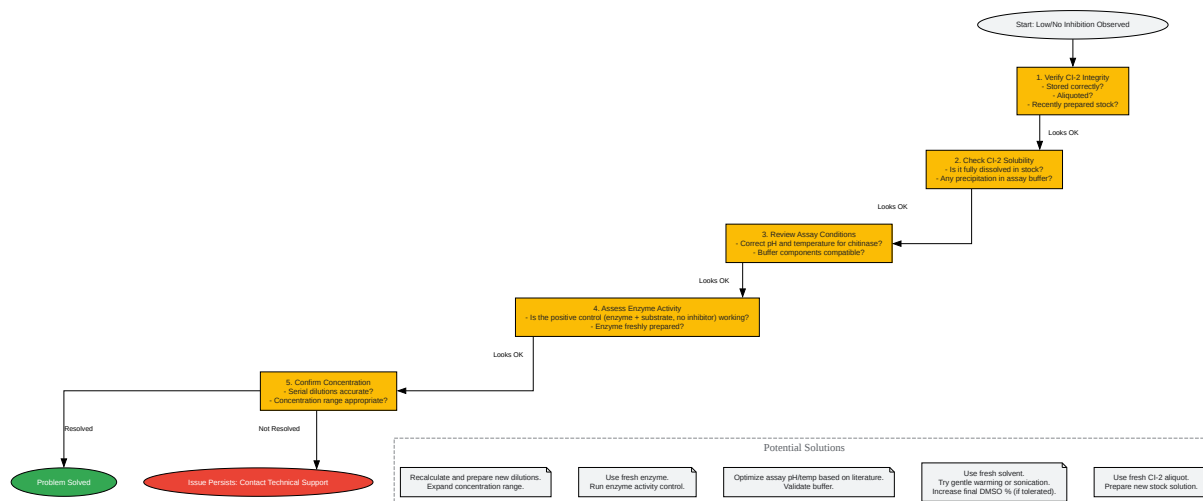 Start: Low/No Inhibition Observed
1. Verify CI-2 Integrity
- Stored correctly?
- Aliquoted?
- Recently prepared stock?
Looks OK
2. Check CI-2 Solubility
- Is it fully dissolved in stock?
- Any precipitation in assay buffer?
Looks OK
3. Review Assay Conditions
- Correct pH and temperature for chitinase?
- Buffer components compatible?
Looks OK
4. Assess Enzyme Activity
- Is the positive control (enzyme + substrate, no inhibitor) working?
- Enzyme freshly prepared?
Looks OK
5. Confirm Concentration
- Serial dilutions accurate?
- Concentration range appropriate?
Resolved
Not Resolved
Problem Solved
Issue Persists: Contact Technical Support
Potential Solutions
Recalculate and prepare new dilutions.
Expand concentration range.
Use fresh enzyme.
Run enzyme activity control.
Optimize assay pH/temp based on literature.
Validate buffer.
Use fresh solvent.
Try gentle warming or sonication.
Increase final DMSO % (if tolerated).
Use fresh CI-2 aliquot.
Prepare new stock solution.